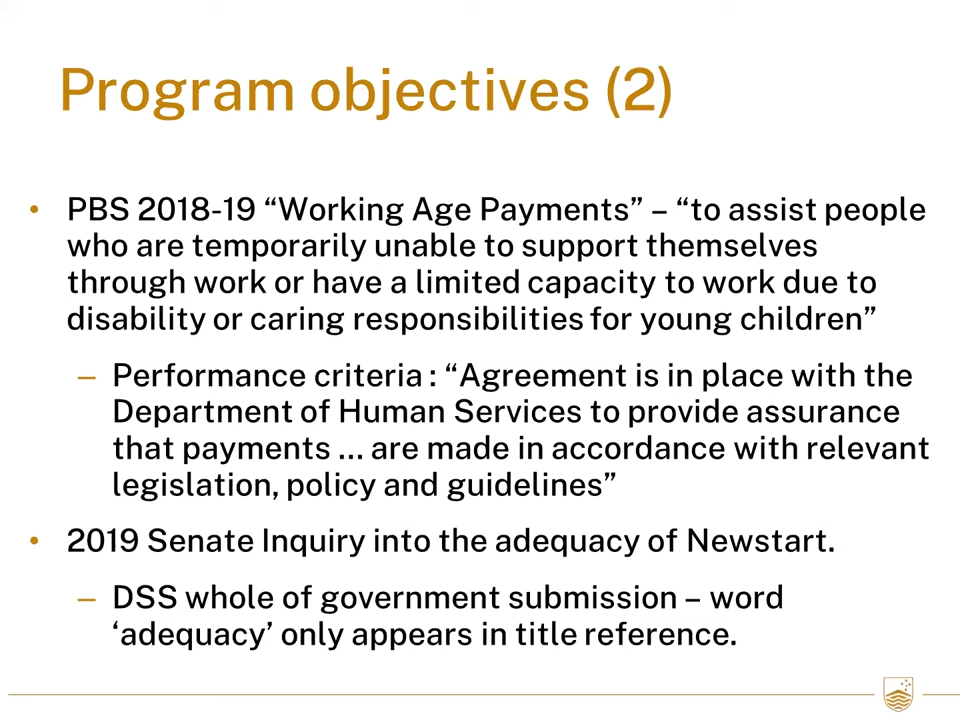 Program objectives (2)
• PBS 2018-19 “Working Age Payments” – “to assist people
who are temporarily unable to support themselves
through work or have a limited capacity to work due to
disability or caring responsibilities for young children”
– Performance criteria : “Agreement is in place with the
Department of Human Services to provide assurance
that payments ... are made in accordance with relevant
legislation, policy and guidelines”
• 2019 Senate Inquiry into the adequacy of Newstart.
– DSS whole of government submission – word
‘adequacy’ only appears in title reference.